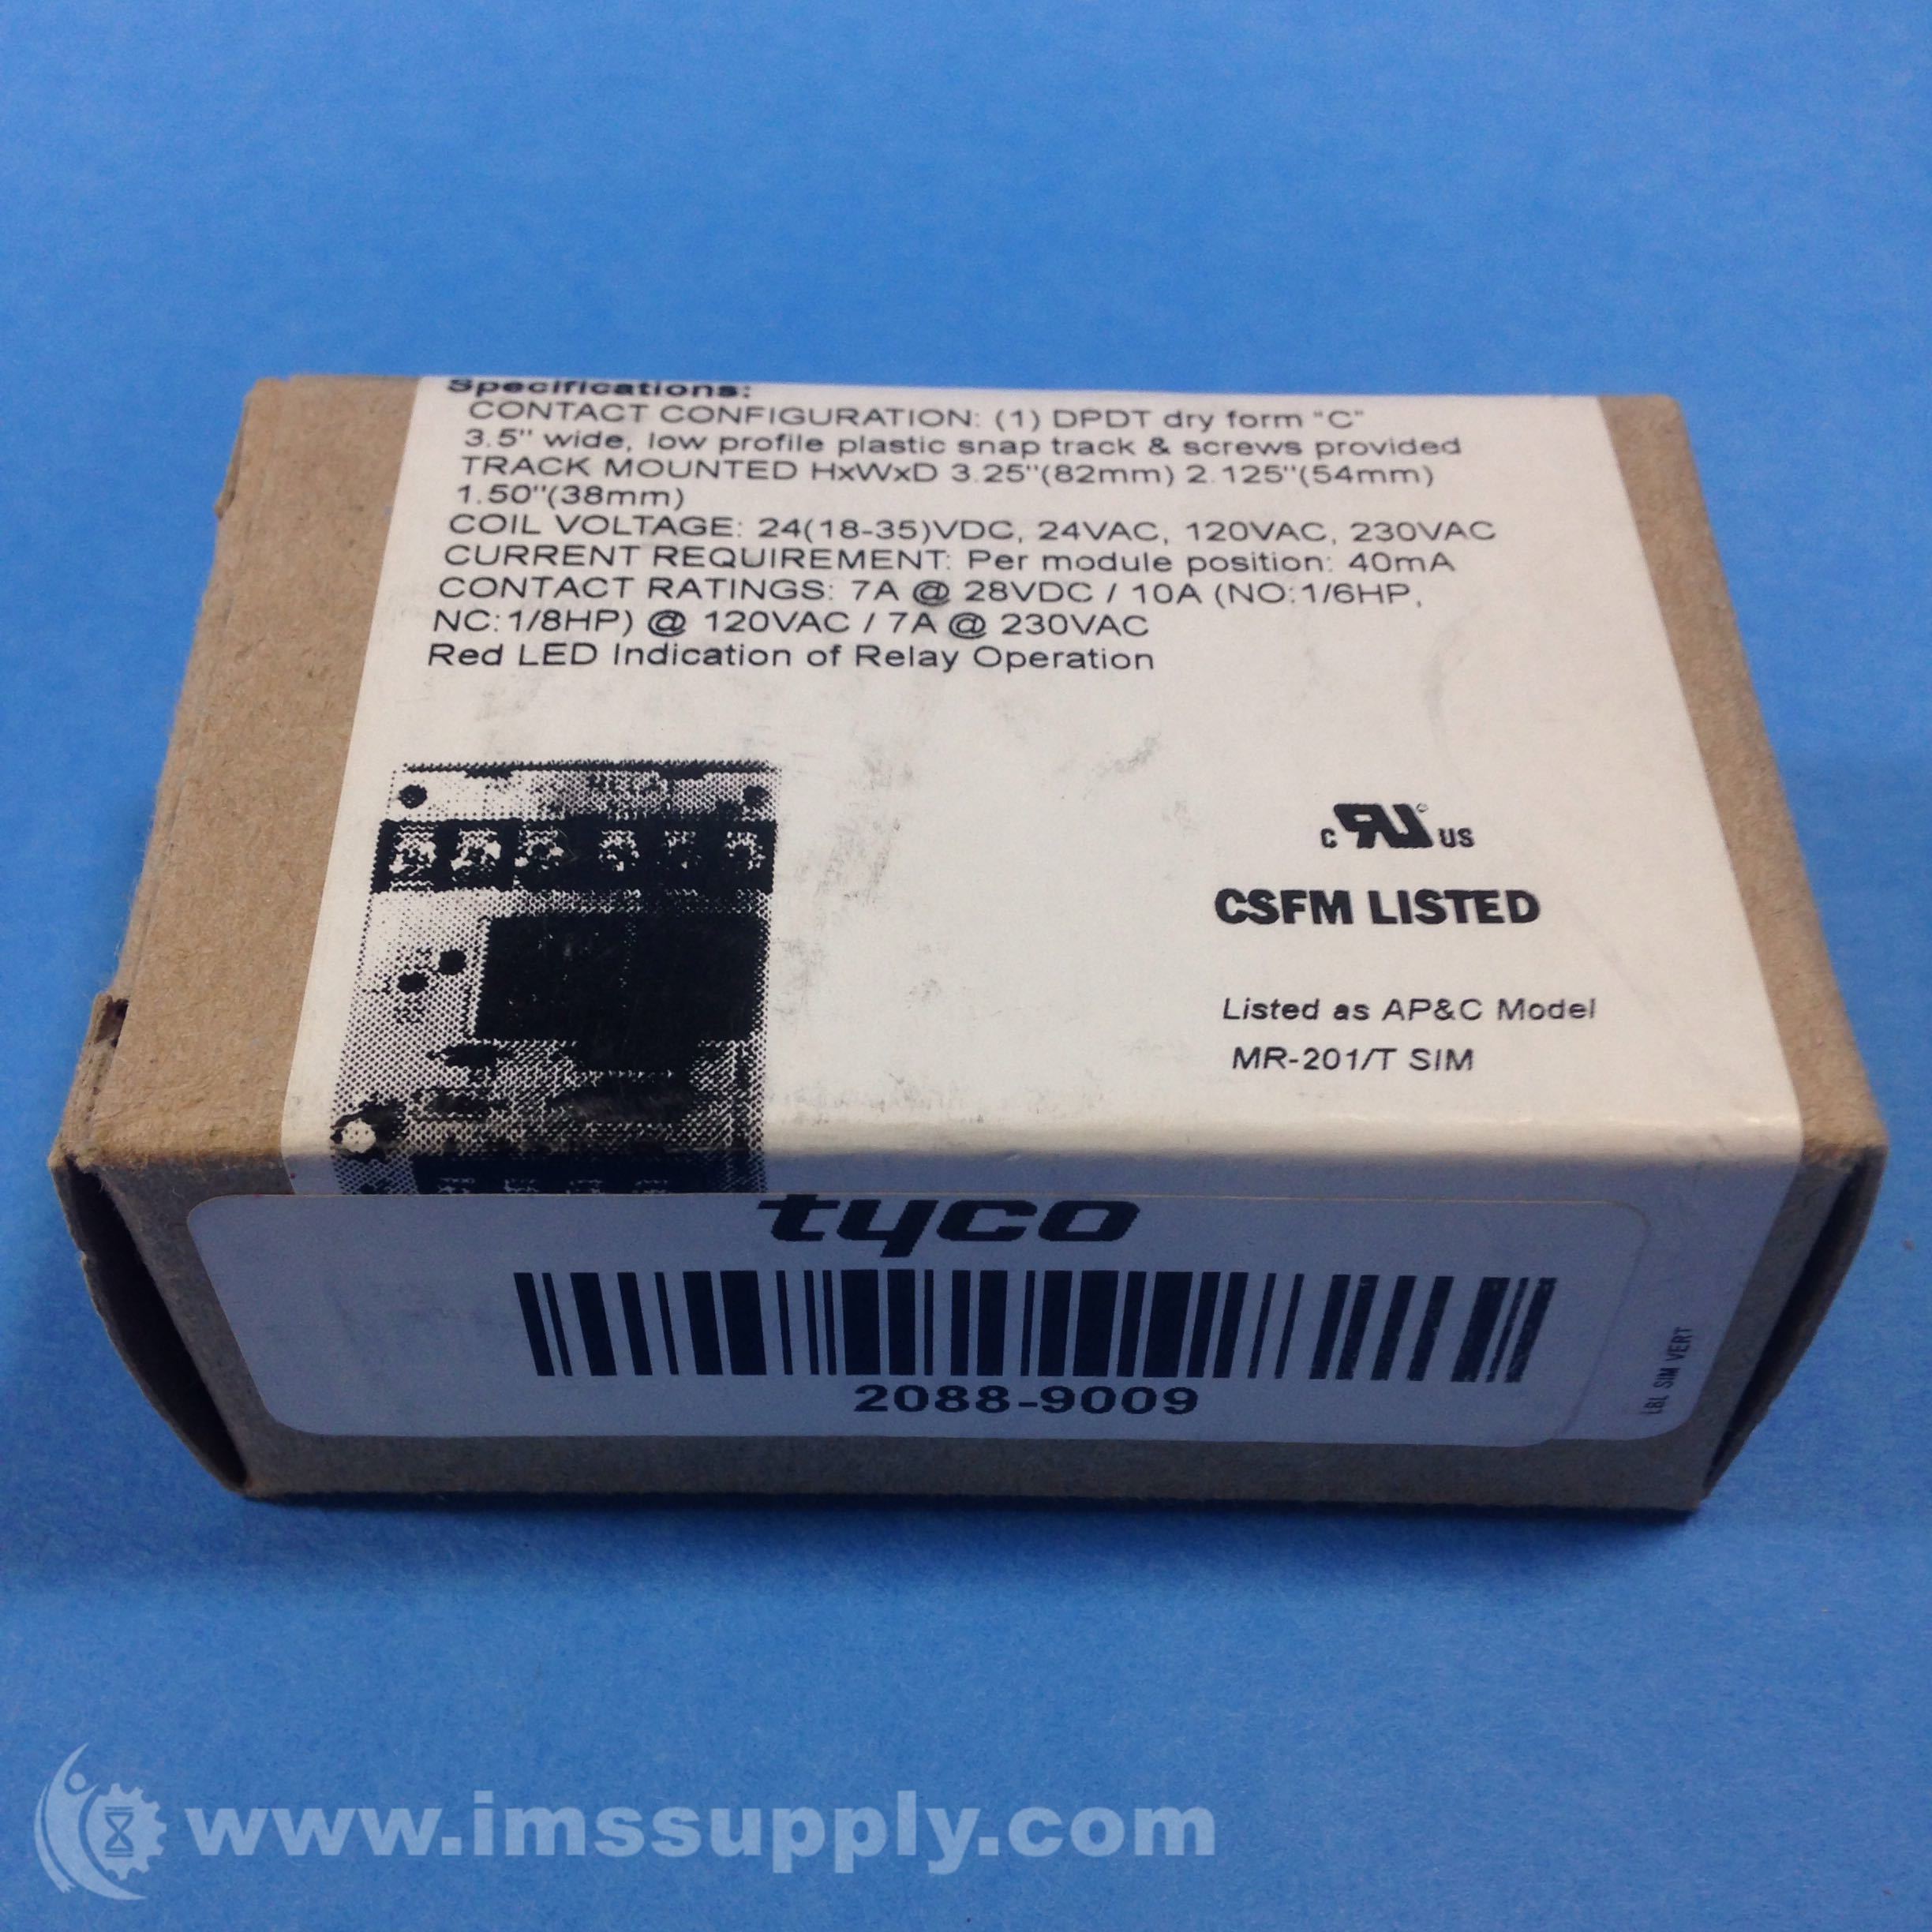 Specifications:
CONTACT CONFIGURATION: (1) DPDT dry form "C"
3.5" wide, low profile plastic snap track & screws provided
TRACK MOUNTED HxWxD 3.25"(82mm) 2.125"(54mm)
1.50"(38mm)
COIL VOLTAGE: 24(18-35)VDC, 24VAC, 120VAC, 230VAC
CURRENT REQUIREMENT: Per module position: 40mA
CONTACT RATINGS: 7A @ 28VDC / 10A (NO:1/6HP,
NC:1/8HP) @ 120VAC / 7A @ 230VAC
Red LED Indication of Relay Operation
c RU US
CSFM LISTED
Listed as AP&C Model
MR-201/T SIM
tyco
2088-9009
LBL SIM VERT
www.imssupply.com